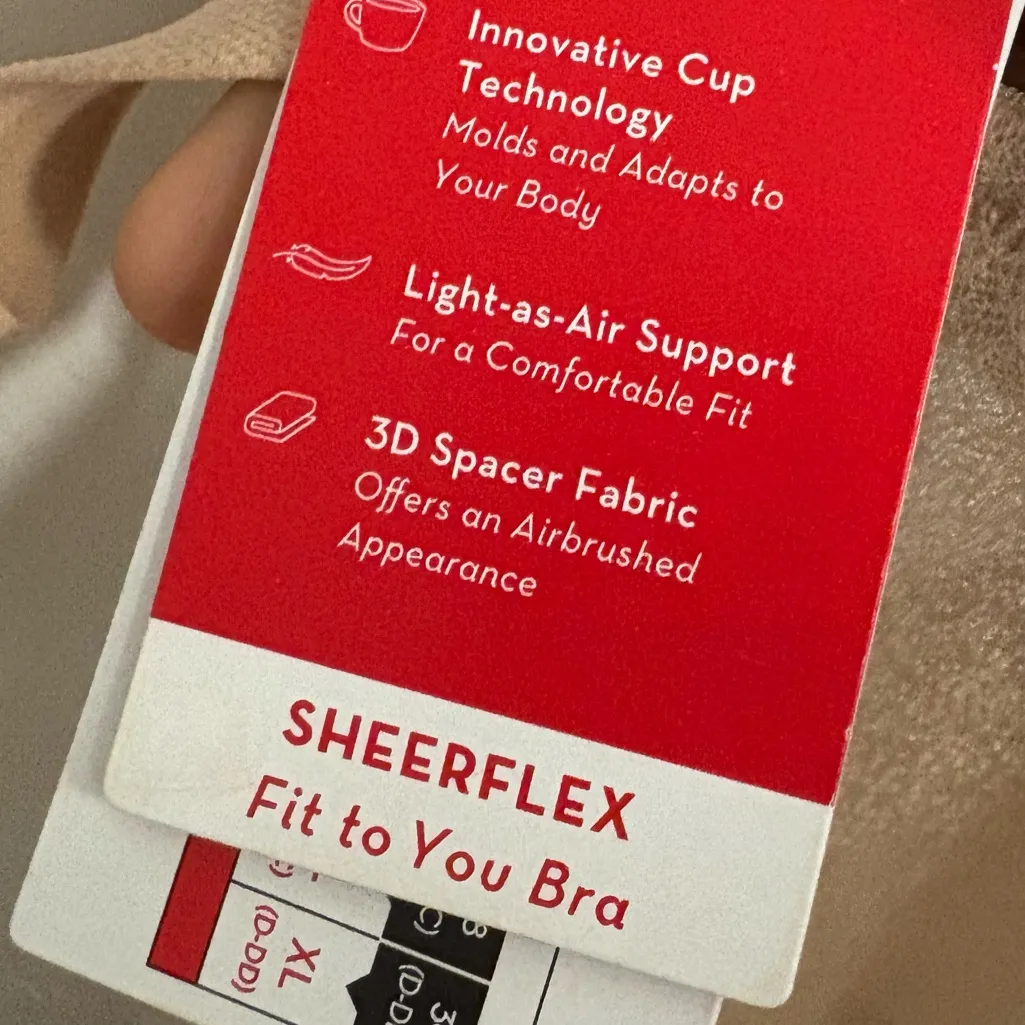 Innovative Cup
Technology
Molds and Adapts to
Your Body
Light-as-Air Support
For a Comfortable Fit
3D Spacer Fabric
Offers an Airbrushed
Appearance
SHEERFLEX
Fit to You Bra
XL
(D-DD)